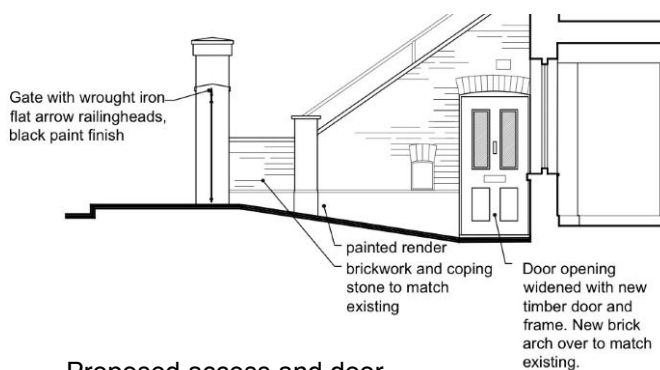 Gate with wrought iron
flat arrow railingheads,
black paint finish
painted render
brickwork and coping
stone to match
existing
Door opening
widened with new
timber door and
frame. New brick
arch over to match
existing.
Proposed access and door